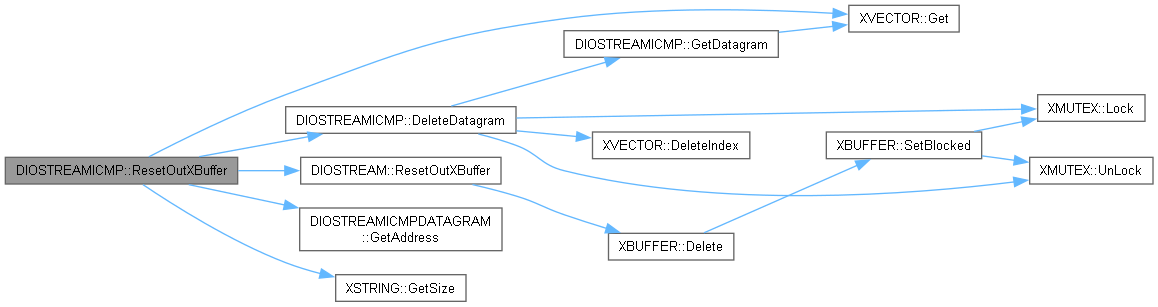 DIOSTREAMICMP::ResetOutXBuffer
XVECTOR::Get
DIOSTREAMICMP::DeleteDatagram
DIOSTREAMICMP::GetDatagram
XVECTOR::DeleteIndex
XMUTEX::Lock
XMUTEX::UnLock
DIOSTREAM::ResetOutXBuffer
XBUFFER::Delete
XBUFFER::SetBlocked
DIOSTREAMICMPDATAGRAM
::GetAddress
XSTRING::GetSize